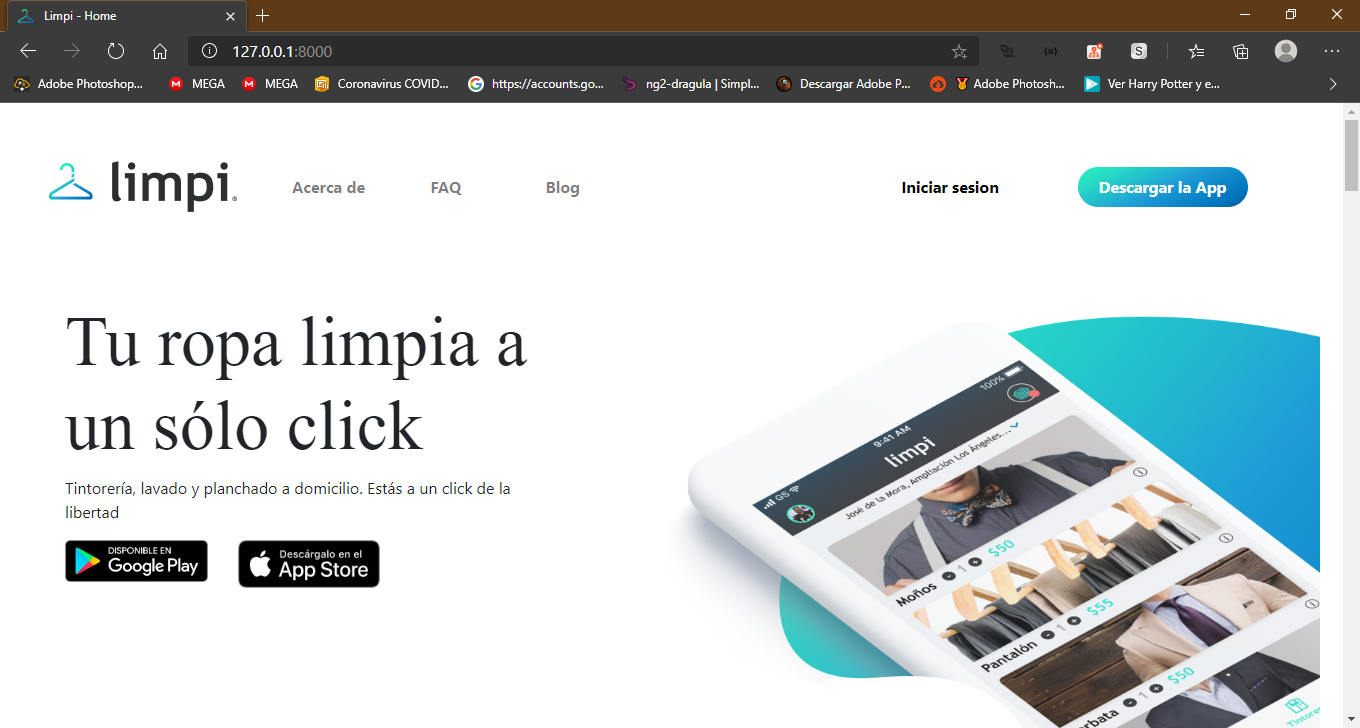 Limpi - Home
127.0.0.1:8000
Adobe Photoshop...
MEGA
MEGA
Coronavirus COVID...
https://accounts.go...
ng2-dragula | Simpl...
Descargar Adobe P...
Adobe Photosh...
Ver Harry Potter y e...
limpi®
Acerca de
FAQ
Blog
Iniciar sesion
Descargar la App
Tu ropa limpia a
un sólo click
Tintorería, lavado y planchado a domicilio. Estás a un click de la
libertad
DISPONIBLE EN
Google Play
Descárgalo en el
App Store
GS
9:41 AM
100%
limpi
José de la Mora, Ampliación Los Ángeles...
Moños
1
$50
Pantalón
1
$55
rbata
1
$50
Tintore